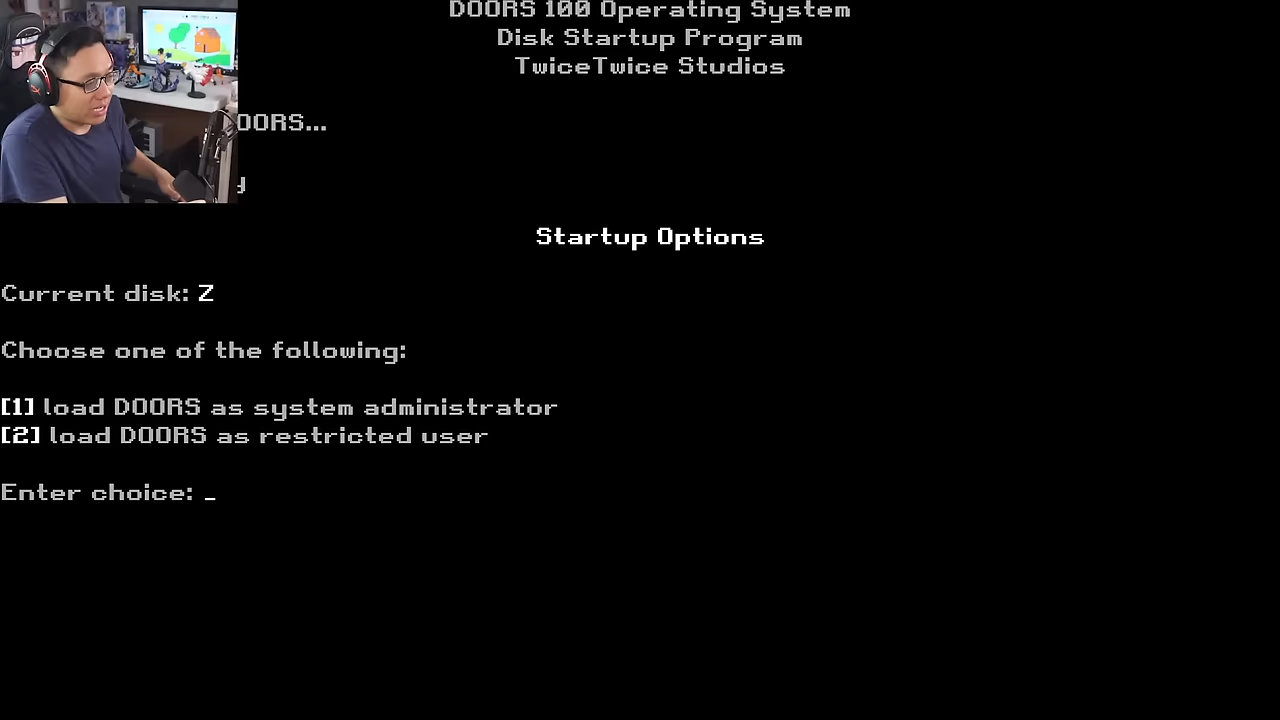 DOORS 100 Operating System
Disk Startup Program
TwiceTwice Studios
OORS...
Startup Options
Current disk: Z
Choose one of the following:
[1] load DOORS as system administrator
[2] load DOORS as restricted user
Enter choice: _